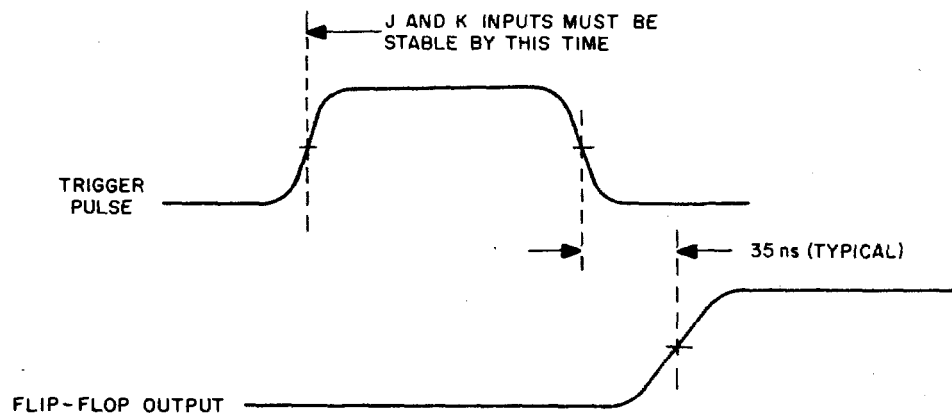 J AND K INPUTS MUST BE
STABLE BY THIS TIME
TRIGGER
PULSE
35 ns (TYPICAL)
FLIP-FLOP OUTPUT